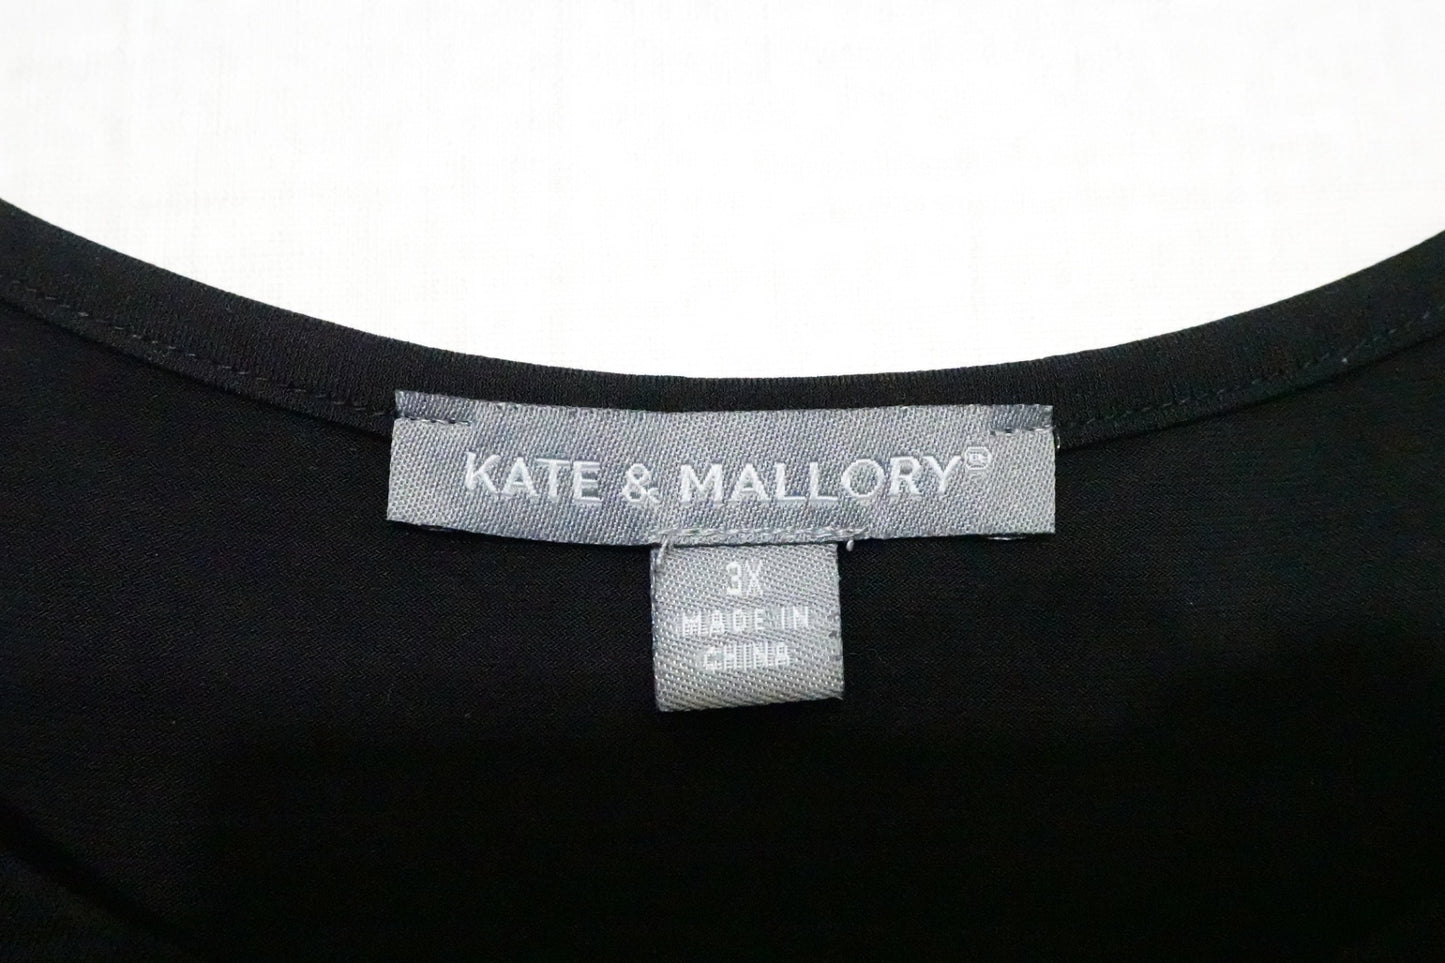 KATE & MALLORY®
3X
MADE IN
CHINA